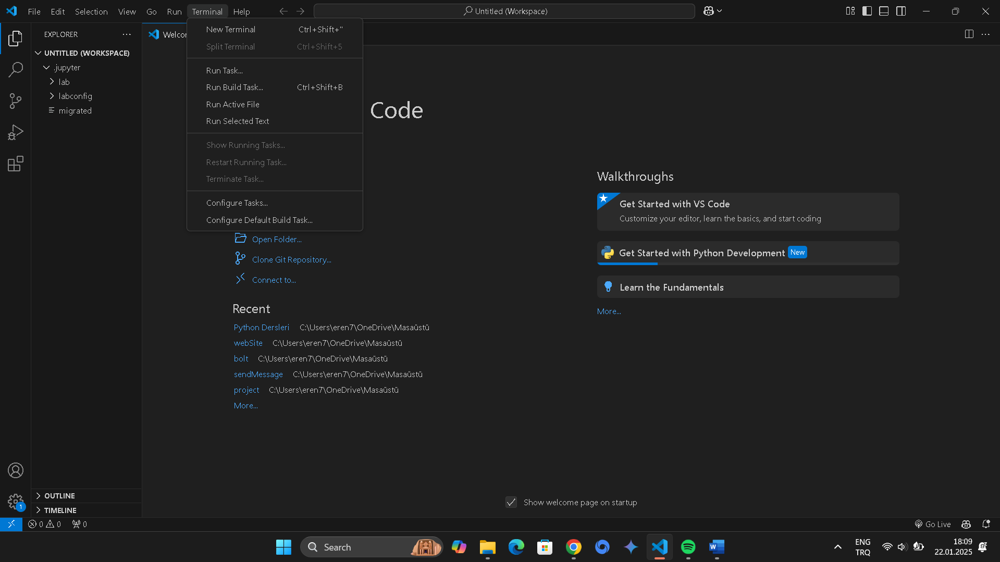 File Edit Selection View Go Run Terminal Help
Untitled (Workspace)
EXPLORER
Welcom
UNTITLED (WORKSPACE)
.jupyter
lab
labconfig
migrated
New Terminal Ctrl+Shift+"
Split Terminal Ctrl+Shift+5
Run Task...
Run Build Task... Ctrl+Shift+B
Run Active File
Run Selected Text
Show Running Tasks...
Restart Running Task...
Terminate Task...
Configure Tasks...
Configure Default Build Task...
Code
Open Folder...
Clone Git Repository...
Connect to...
Recent
Python Dersleri C:\Users\eren7\OneDrive\Masaüstü
webSite C:\Users\eren7\OneDrive\Masaüstü
bolt C:\Users\eren7\OneDrive\Masaüstü
sendMessage C:\Users\eren7\OneDrive\Masaüstü
project C:\Users\eren7\OneDrive\Masaüstü
More...
Walkthroughs
Get Started with VS Code
Customize your editor, learn the basics, and start coding
Get Started with Python Development New
Learn the Fundamentals
More...
Show welcome page on startup
OUTLINE
TIMELINE
1
0 0 0
Go Live
Search
ENG
TRQ
18:09
22.01.2025